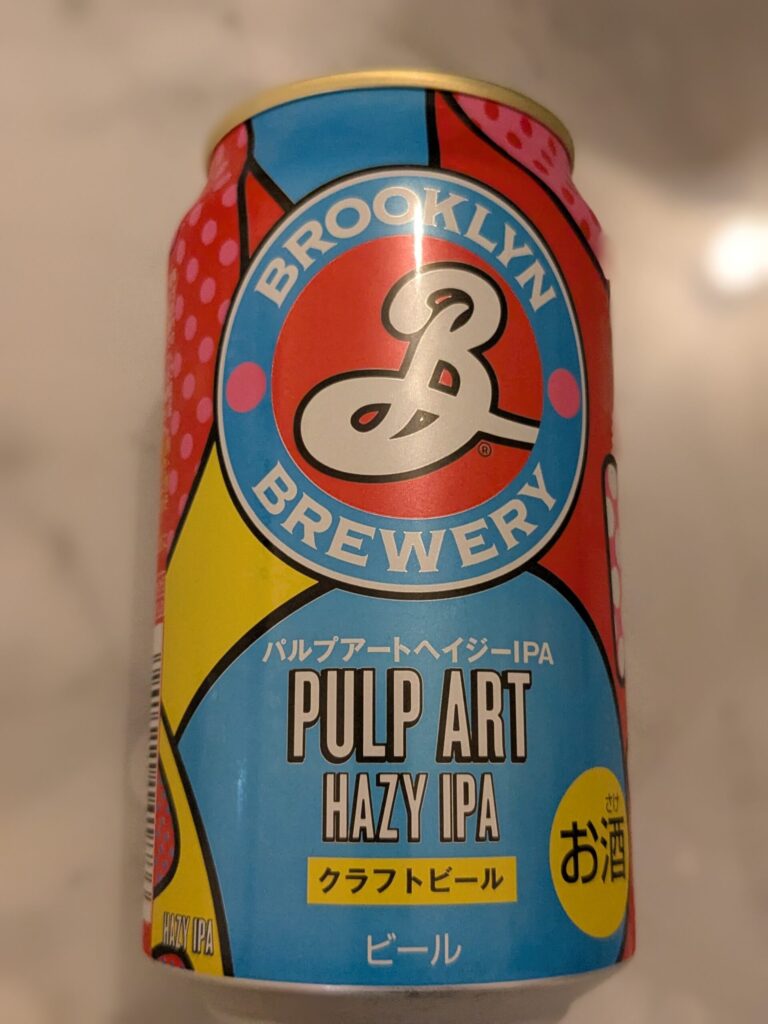 BROOKLYN
B
®
BREWERY
パルプアートヘイジーIPA
PULP ART
HAZY IPA
クラフトビール
さけ
お酒
ビール
HAZY IPA